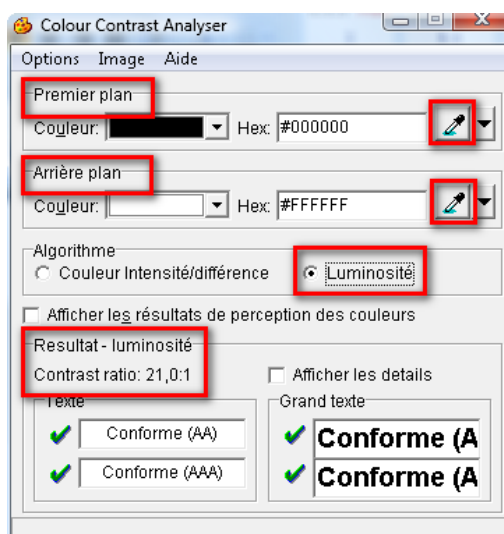 Colour Contrast Analyser
Options Image Aide
Premier plan
Couleur: Hex: #000000
Arrière plan
Couleur: Hex: #FFFFFF
Algorithme
Couleur Intensité/différence Luminosité
Afficher les résultats de perception des couleurs
Resultat - luminosité
Contrast ratio: 21,0:1 Afficher les details
Texte Grand texte
Conforme (AA) Conforme (A
Conforme (AAA) Conforme (A